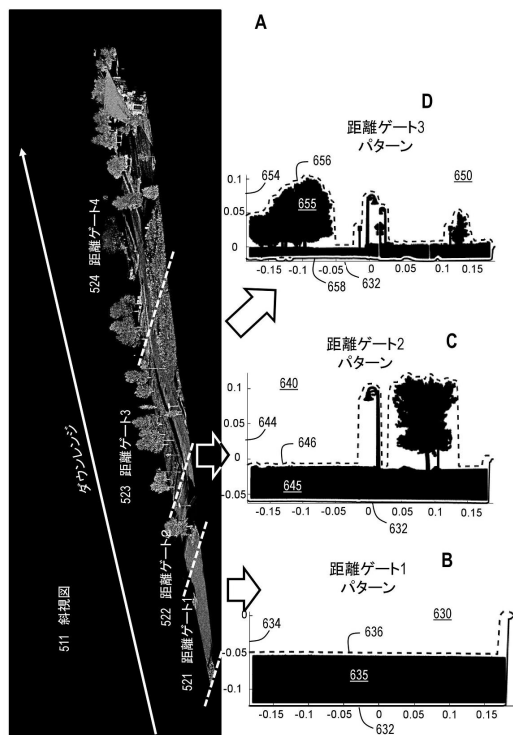 A
D
距離ゲート3
パターン
654
656
650
0.1
0.05
0
655
-0.15 -0.1 -0.05 0 0.05 0.10 0.15
658
632
C
距離ゲート2
パターン
640
644
646
0.1
0.05
0
-0.05
645
-0.15 -0.1 -0.05 0 0.05 0.1 0.15
632
B
距離ゲート1
パターン
630
634
636
0
-0.05
-0.1
635
-0.15 -0.1 -0.05 0 0.05 0.1 0.15
632
524 距離ゲート4
523 距離ゲート3
522 距離ゲート2
521 距離ゲート1
ダウンレンジ
511 斜視図